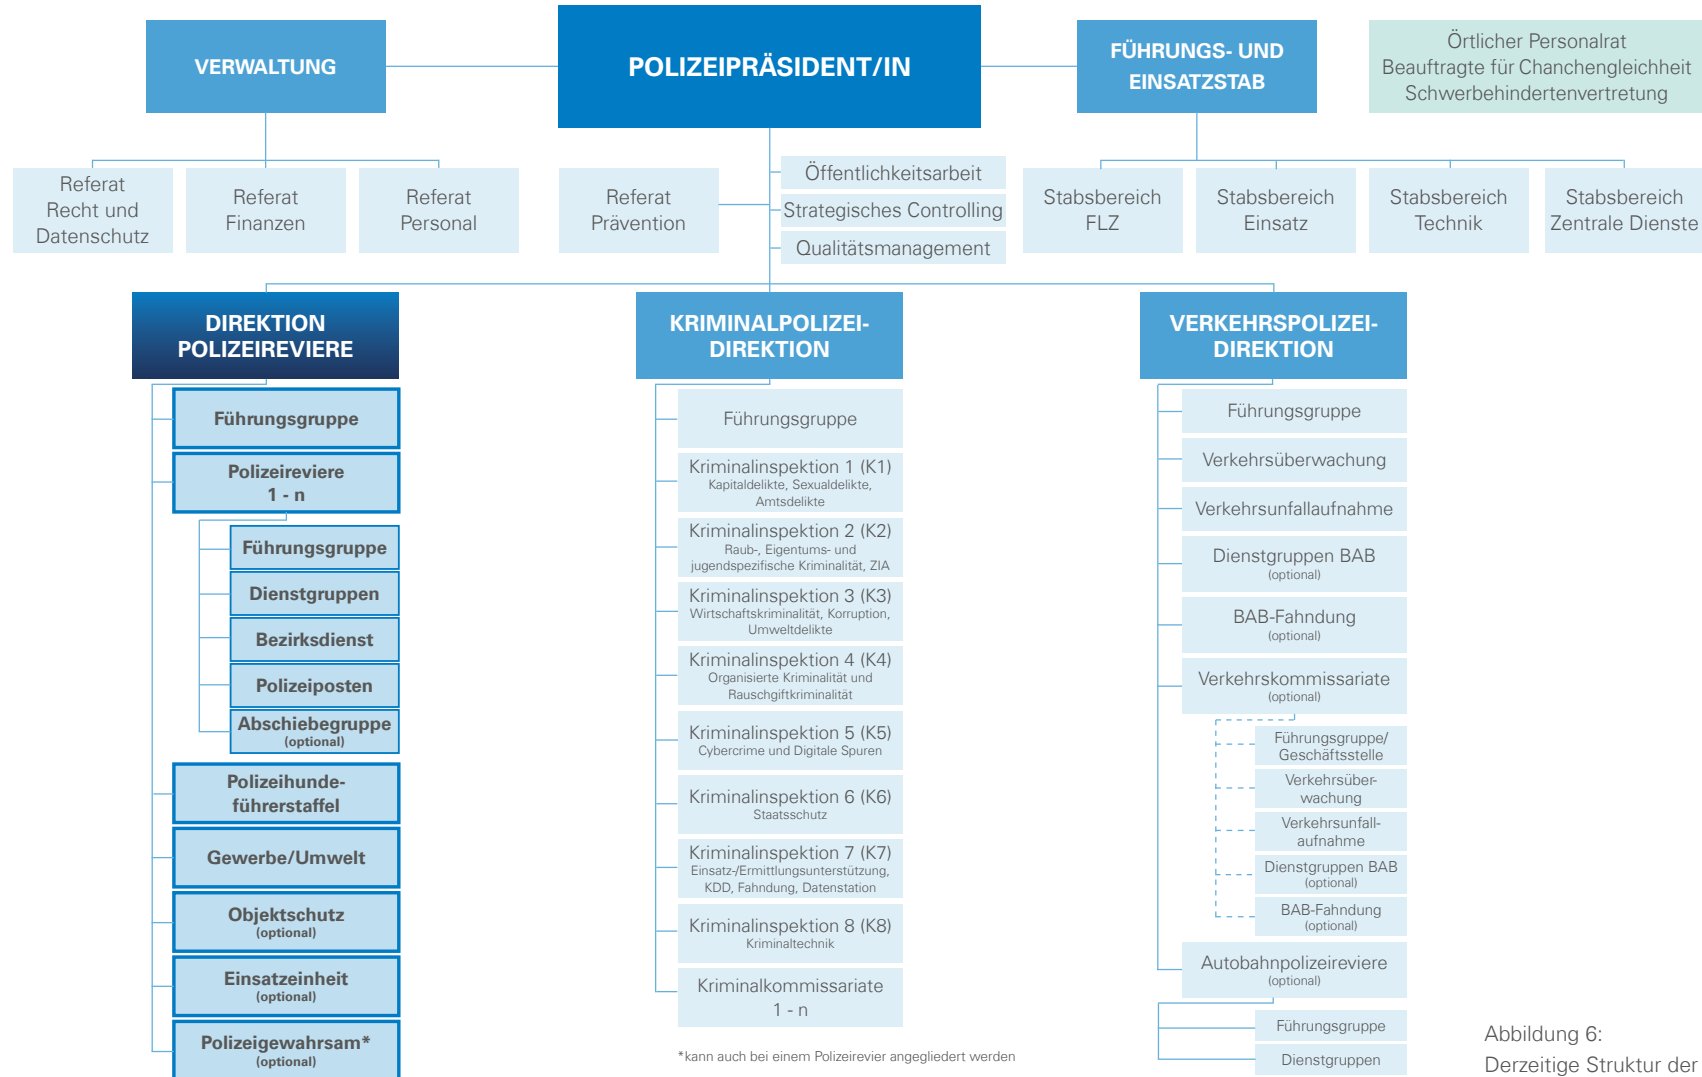 VERWALTUNG
POLIZEIPRÄSIDENT/IN
FÜHRUNGS- UND
EINSATZSTAB
Örtlicher Personalrat
Beauftragte für Chanchengleichheit
Schwerbehindertenvertretung
Referat
Recht und
Datenschutz
Referat
Finanzen
Referat
Personal
Referat
Prävention
Öffentlichkeitsarbeit
Strategisches Controlling
Qualitätsmanagement
Stabsbereich
FLZ
Stabsbereich
Einsatz
Stabsbereich
Technik
Stabsbereich
Zentrale Dienste
DIREKTION
POLIZEIREVIERE
Führungsgruppe
Polizeireviere
1 - n
Führungsgruppe
Dienstgruppen
Bezirksdienst
Polizeiposten
Abschiebegruppe
(optional)
Polizeihunde-
führerstaffel
Gewerbe/Umwelt
Objektschutz
(optional)
Einsatzeinheit
(optional)
Polizeigewahrsam*
(optional)
KRIMINALPOLIZEI-
DIREKTION
Führungsgruppe
Kriminalinspektion 1 (K1)
Kapitaldelikte, Sexualdelikte,
Amtsdelikte
Kriminalinspektion 2 (K2)
Raub-, Eigentums- und
jugendspezifische Kriminalität, ZIA
Kriminalinspektion 3 (K3)
Wirtschaftskriminalität, Korruption,
Umweltdelikte
Kriminalinspektion 4 (K4)
Organisierte Kriminalität und
Rauschgiftkriminalität
Kriminalinspektion 5 (K5)
Cybercrime und Digitale Spuren
Kriminalinspektion 6 (K6)
Staatsschutz
Kriminalinspektion 7 (K7)
Einsatz-/Ermittlungsunterstützung,
KDD, Fahndung, Datenstation
Kriminalinspektion 8 (K8)
Kriminaltechnik
Kriminalkommissariate
1 - n
*kann auch bei einem Polizeirevier angegliedert werden
VERKEHRSPOLIZEI-
DIREKTION
Führungsgruppe
Verkehrsüberwachung
Verkehrsunfallaufnahme
Dienstgruppen BAB
(optional)
BAB-Fahndung
(optional)
Verkehrskommissariate
(optional)
Führungsgruppe/
Geschäftsstelle
Verkehrsüber-
wachung
Verkehrsunfall-
aufnahme
Dienstgruppen BAB
(optional)
BAB-Fahndung
(optional)
Autobahnpolizeireviere
(optional)
Führungsgruppe
Dienstgruppen
Abbildung 6:
Derzeitige Struktur der